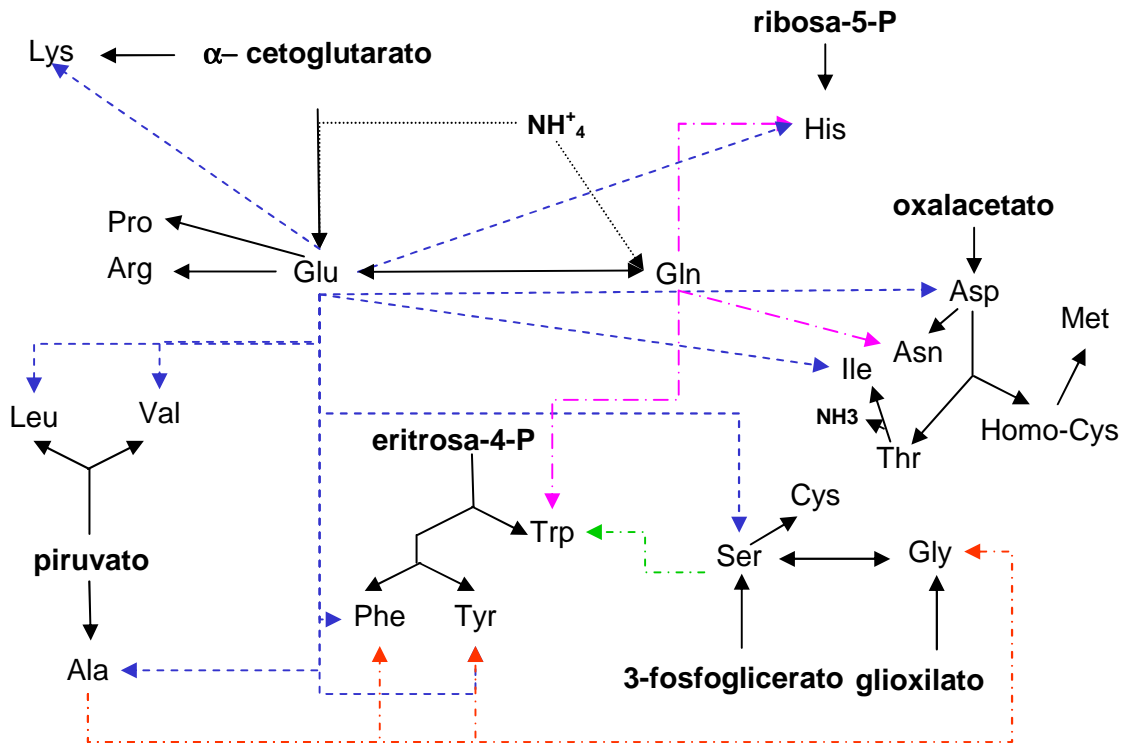 ribosa-5-P
Lys
α– cetoglutarato
NH⁺₄
His
Pro
oxalacetato
Arg
Glu
Gln
Asp
Met
Asn
Ile
Leu
Val
NH3
Homo-Cys
eritrosa-4-P
Thr
Cys
Trp
piruvato
Ser
Gly
Phe
Tyr
Ala
3-fosfoglicerato
glioxilato